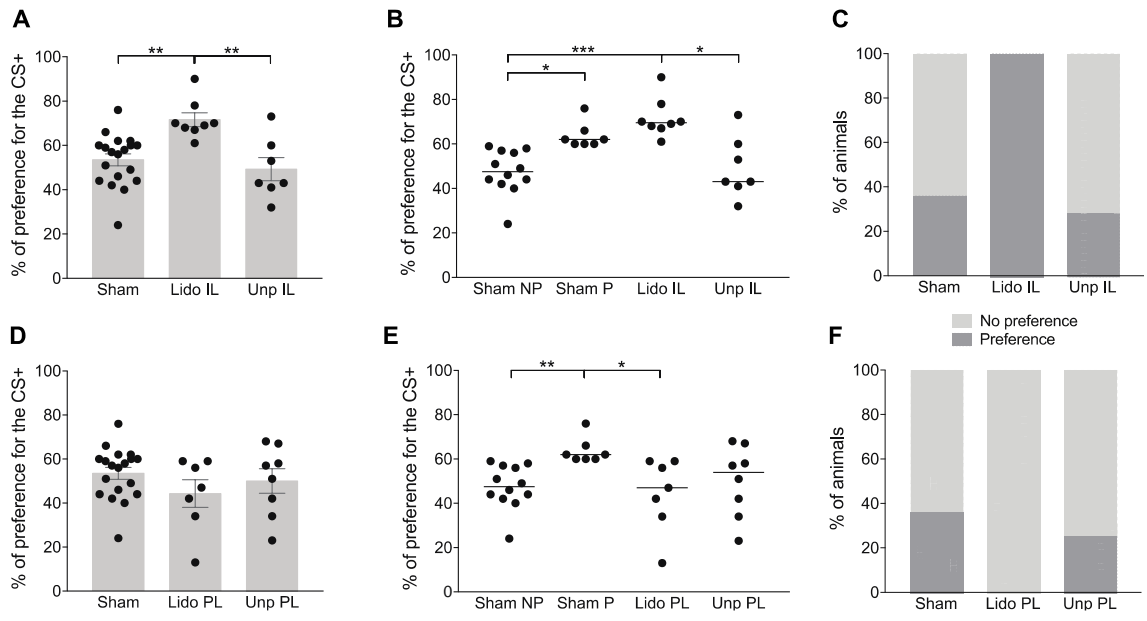 A
% of preference for the CS+
100
80
60
40
20
0
** **
Sham Lido IL Unp IL
B
% of preference for the CS+
100
80
60
40
20
0
*** *
*
Sham NP Sham P Lido IL Unp IL
C
% of animals
100
80
60
40
20
0
Sham Lido IL Unp IL
No preference
Preference
D
% of preference for the CS+
100
80
60
40
20
0
Sham Lido PL Unp PL
E
% of preference for the CS+
100
80
60
40
20
0
** *
Sham NP Sham P Lido PL Unp PL
F
% of animals
100
80
60
40
20
0
Sham Lido PL Unp PL